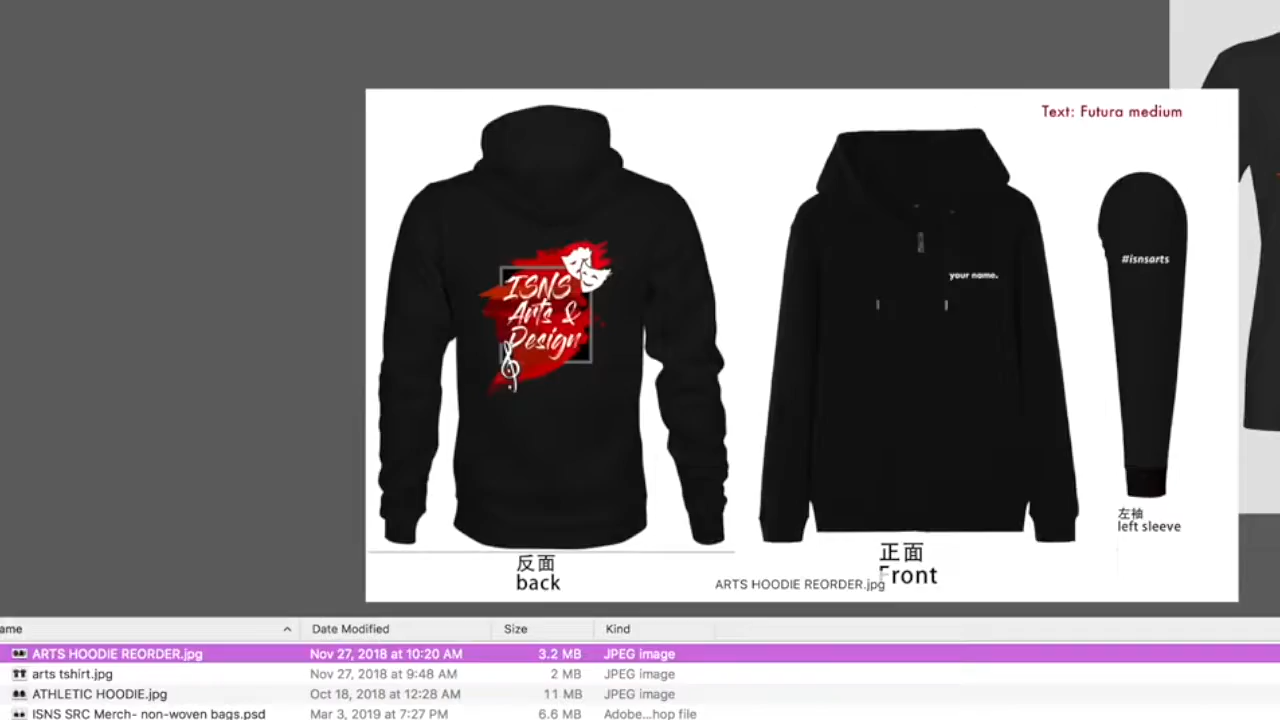 Text: Futura medium
ISNS
Arts &
Design
your name.
#isnsarts
左袖
left sleeve
反面
back
正面
Front
ARTS HOODIE REORDER.jpg
ame
Date Modified
Size
Kind
ARTS HOODIE REORDER.jpg Nov 27, 2018 at 10:20 AM 3.2 MB JPEG image
arts tshirt.jpg Nov 27, 2018 at 9:48 AM 2 MB JPEG image
ATHLETIC HOODIE.jpg Oct 18, 2018 at 12:28 AM 11 MB JPEG image
ISNS SRC Merch- non-woven bags.psd Mar 3, 2019 at 7:27 PM 6.6 MB Adobe...hop file